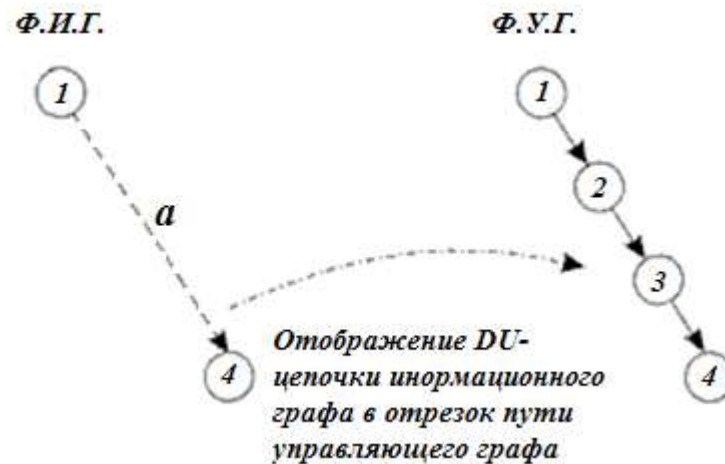 Ф.И.Г.
Ф.У.Г.
1
1
2
а
3
4
4
Отображение DU-
цепочки инормационного
графа в отрезок пути
управляющего графа